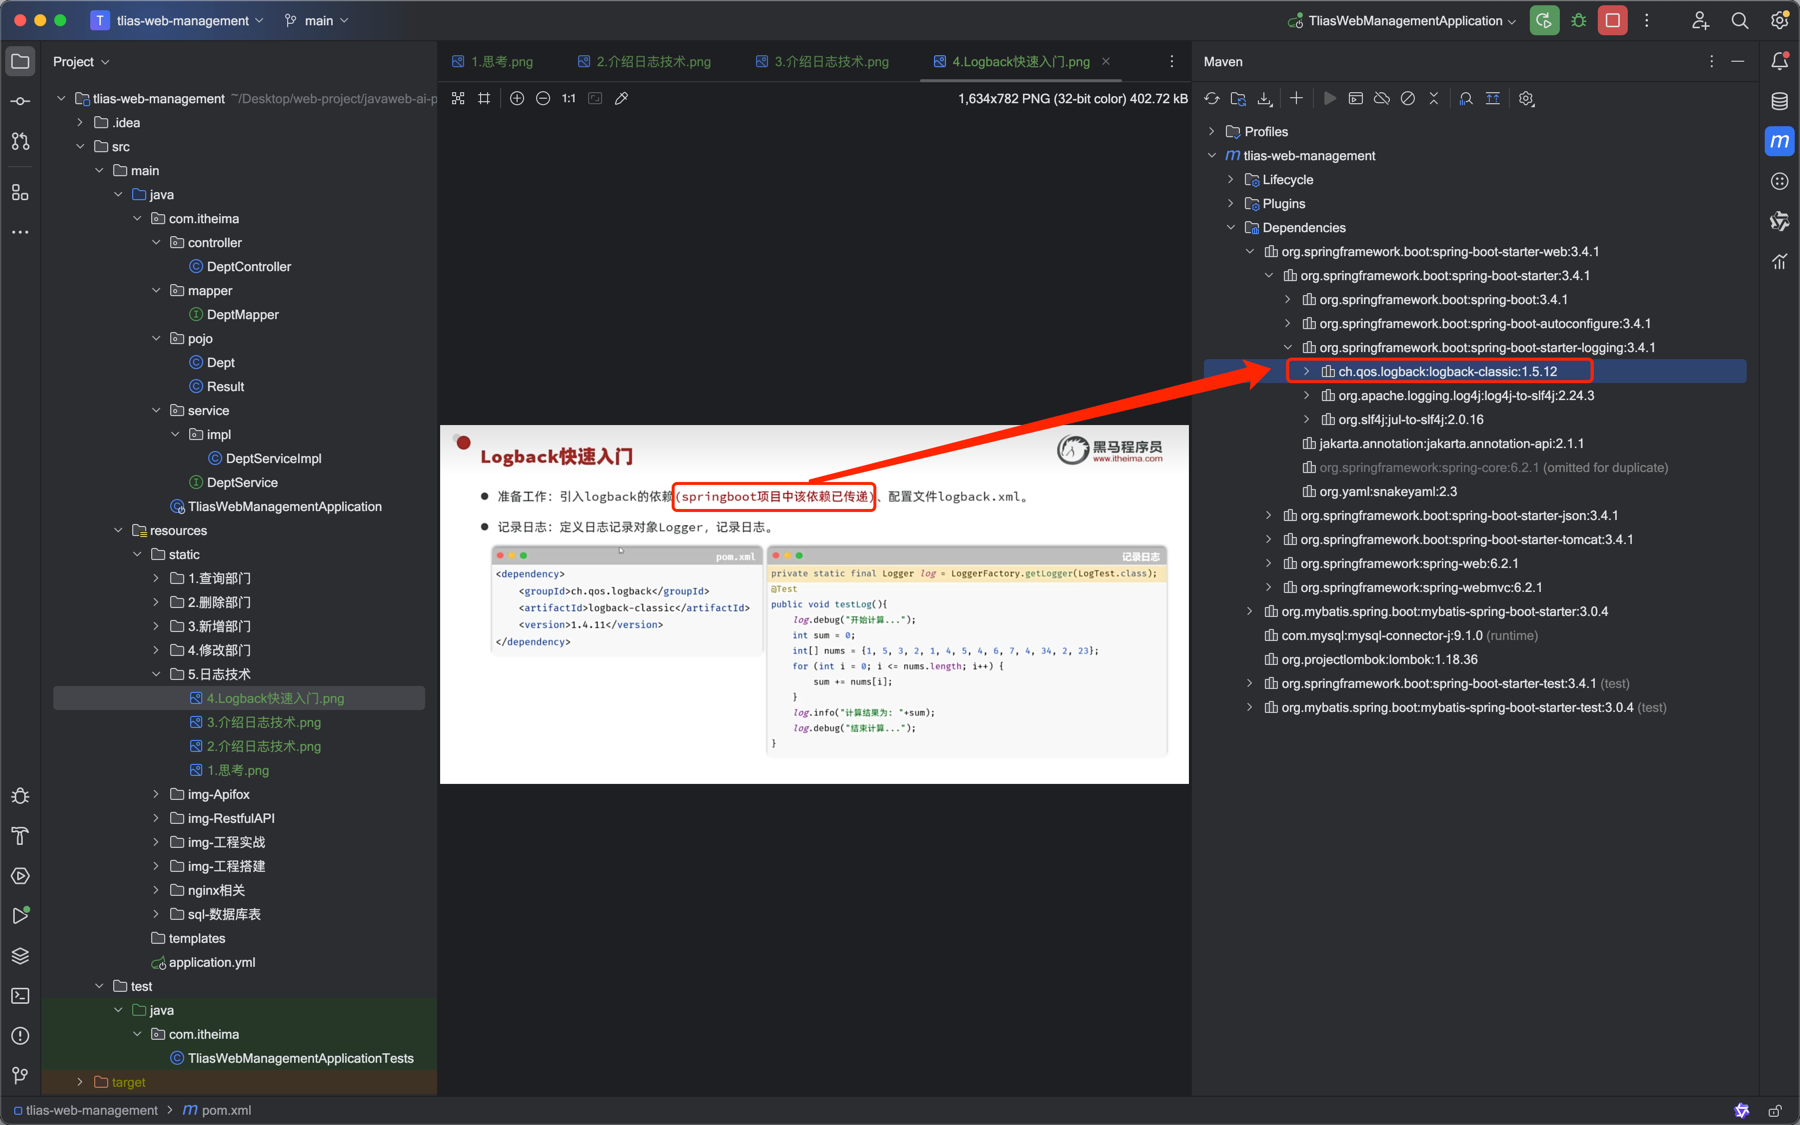 T tlias-web-management main TliasWebManagementApplication
Project
tlias-web-management ~/Desktop/web-project/javaweb-ai-p
.idea
src
main
java
com.itheima
controller
DeptController
mapper
DeptMapper
pojo
Dept
Result
service
impl
DeptServiceImpl
DeptService
TliasWebManagementApplication
resources
static
1.查询部门
2.删除部门
3.新增部门
4.修改部门
5.日志技术
4.Logback快速入门.png
3.介绍日志技术.png
2.介绍日志技术.png
1.思考.png
img-Apifox
img-RestfulAPI
img-工程实战
img-工程搭建
nginx相关
sql-数据库表
templates
application.yml
test
java
com.itheima
TliasWebManagementApplicationTests
target
1.思考.png 2.介绍日志技术.png 3.介绍日志技术.png 4.Logback快速入门.png
1:1 1,634x782 PNG (32-bit color) 402.72 kB
Logback快速入门
黑马程序员
www.itheima.com
准备工作：引入logback的依赖(springboot项目中该依赖已传递)、配置文件logback.xml。
记录日志：定义日志记录对象Logger，记录日志。
pom.xml
<dependency>
<groupId>ch.qos.logback</groupId>
<artifactId>logback-classic</artifactId>
<version>1.4.11</version>
</dependency>
记录日志
private static final Logger log = LoggerFactory.getLogger(LogTest.class);
@Test
public void testLog(){
log.debug("开始计算...");
int sum = 0;
int[] nums = {1, 5, 3, 2, 1, 4, 5, 4, 6, 7, 4, 34, 2, 23};
for (int i = 0; i <= nums.length; i++) {
sum += nums[i];
}
log.info("计算结果为: "+sum);
log.debug("结束计算...");
}
Maven
Profiles
m tlias-web-management
Lifecycle
Plugins
Dependencies
org.springframework.boot:spring-boot-starter-web:3.4.1
org.springframework.boot:spring-boot-starter:3.4.1
org.springframework.boot:spring-boot:3.4.1
org.springframework.boot:spring-boot-autoconfigure:3.4.1
org.springframework.boot:spring-boot-starter-logging:3.4.1
ch.qos.logback:logback-classic:1.5.12
org.apache.logging.log4j:log4j-to-slf4j:2.24.3
org.slf4j:jul-to-slf4j:2.0.16
jakarta.annotation:jakarta.annotation-api:2.1.1
org.springframework:spring-core:6.2.1 (omitted for duplicate)
org.yaml:snakeyaml:2.3
org.springframework.boot:spring-boot-starter-json:3.4.1
org.springframework.boot:spring-boot-starter-tomcat:3.4.1
org.springframework:spring-web:6.2.1
org.springframework:spring-webmvc:6.2.1
org.mybatis.spring.boot:mybatis-spring-boot-starter:3.0.4
com.mysql:mysql-connector-j:9.1.0 (runtime)
org.projectlombok:lombok:1.18.36
org.springframework.boot:spring-boot-starter-test:3.4.1 (test)
org.mybatis.spring.boot:mybatis-spring-boot-starter-test:3.0.4 (test)
m
tlias-web-management > m pom.xml